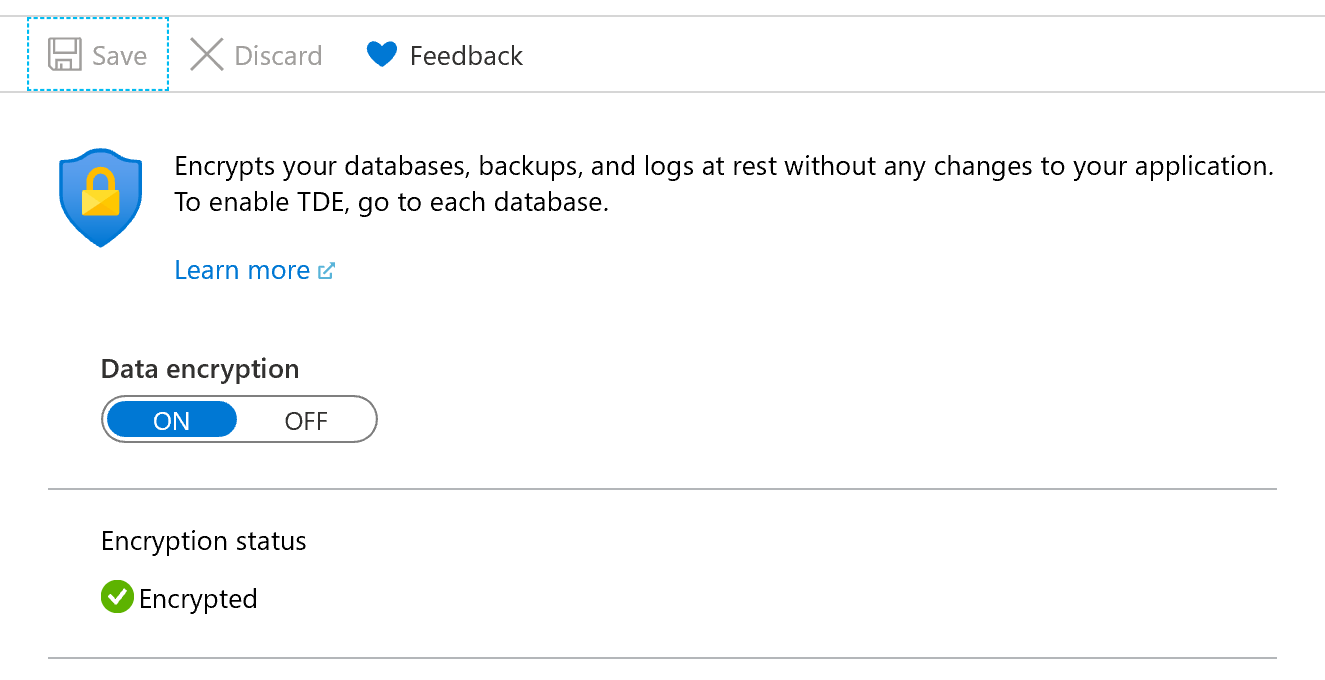 Save Discard Feedback
Encrypts your databases, backups, and logs at rest without any changes to your application.
To enable TDE, go to each database.
Learn more
Data encryption
ON OFF
Encryption status
Encrypted